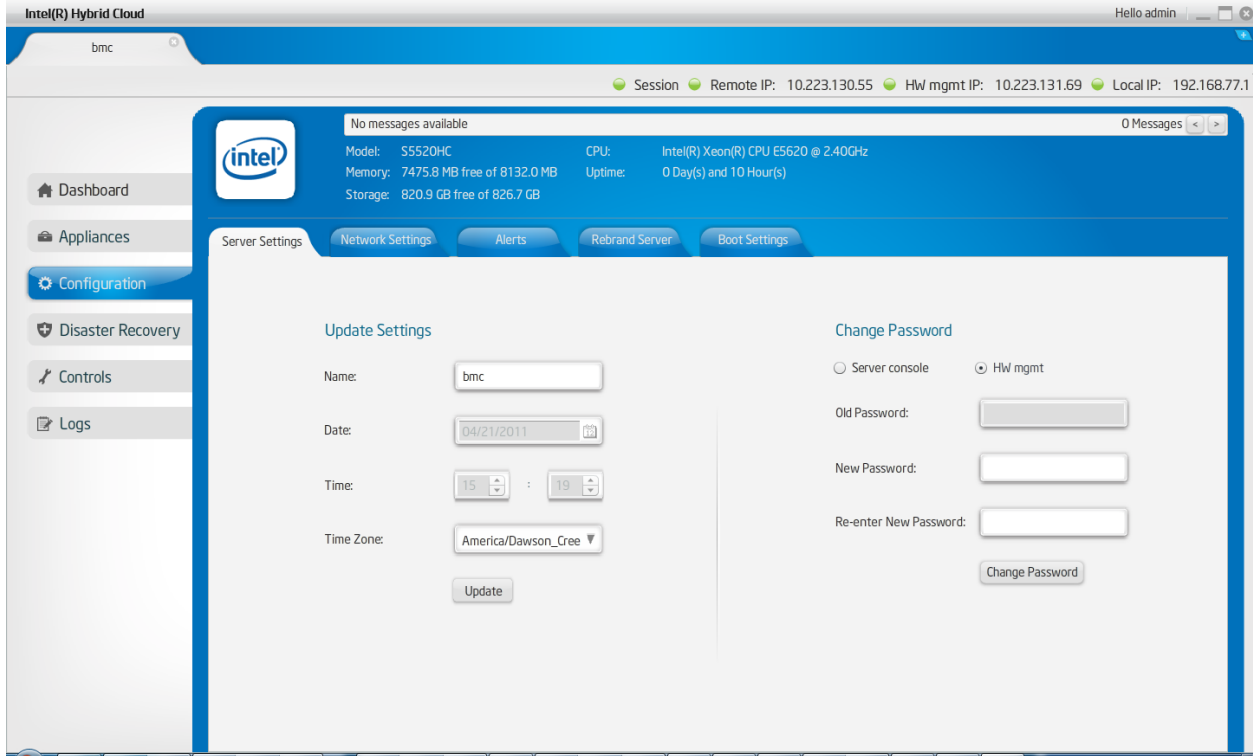 Intel(R) Hybrid Cloud
Hello admin
bmc
Session Remote IP: 10.223.130.55 HW mgmt IP: 10.223.131.69 Local IP: 192.168.77.1
No messages available
0 Messages < >
intel
Model: S5520HC
CPU: Intel(R) Xeon(R) CPU E5620 @ 2.40GHz
Memory: 7475.8 MB free of 8132.0 MB
Uptime: 0 Day(s) and 10 Hour(s)
Storage: 820.9 GB free of 826.7 GB
Dashboard
Appliances
Configuration
Disaster Recovery
Controls
Logs
Server Settings
Network Settings
Alerts
Rebrand Server
Boot Settings
Update Settings
Name: bmc
Date: 04/21/2011
Time: 15 : 19
Time Zone: America/Dawson_Cree
Update
Change Password
Server console
HW mgmt
Old Password:
New Password:
Re-enter New Password:
Change Password